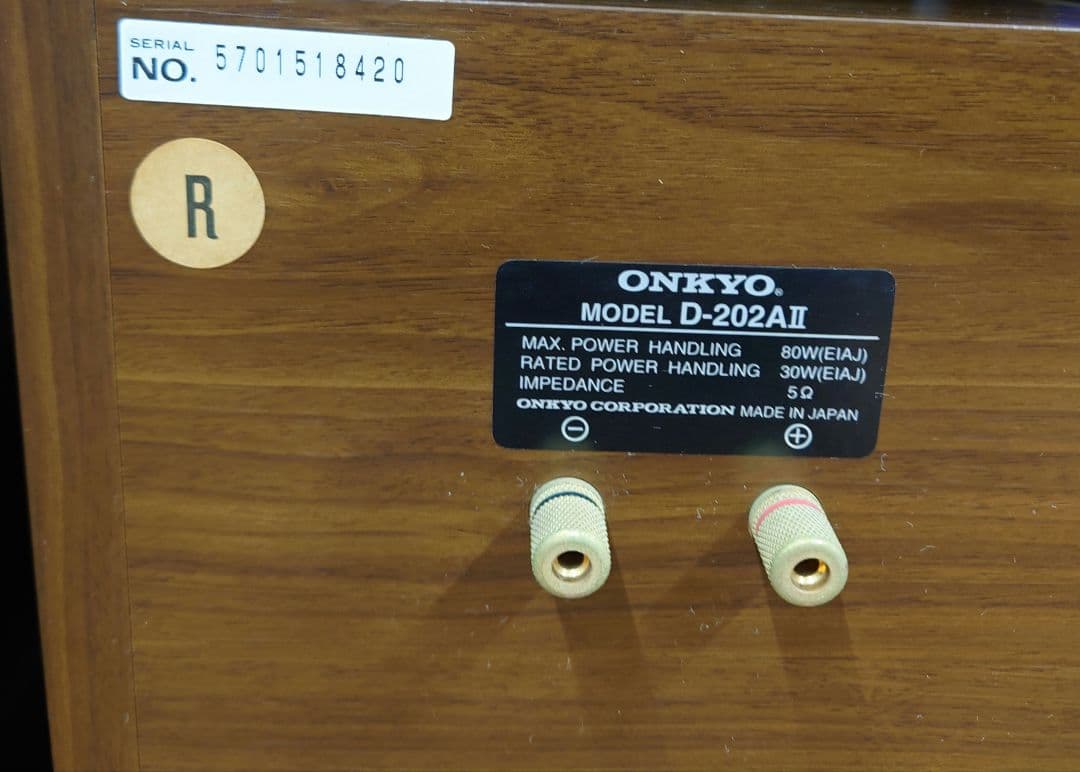 SERIAL
NO. 5701518420
R
ONKYO®
MODEL D-202AⅡ
MAX. POWER HANDLING 80W(EIAJ)
RATED POWER HANDLING 30W(EIAJ)
IMPEDANCE 5Ω
ONKYO CORPORATION MADE IN JAPAN
⊖ ⊕